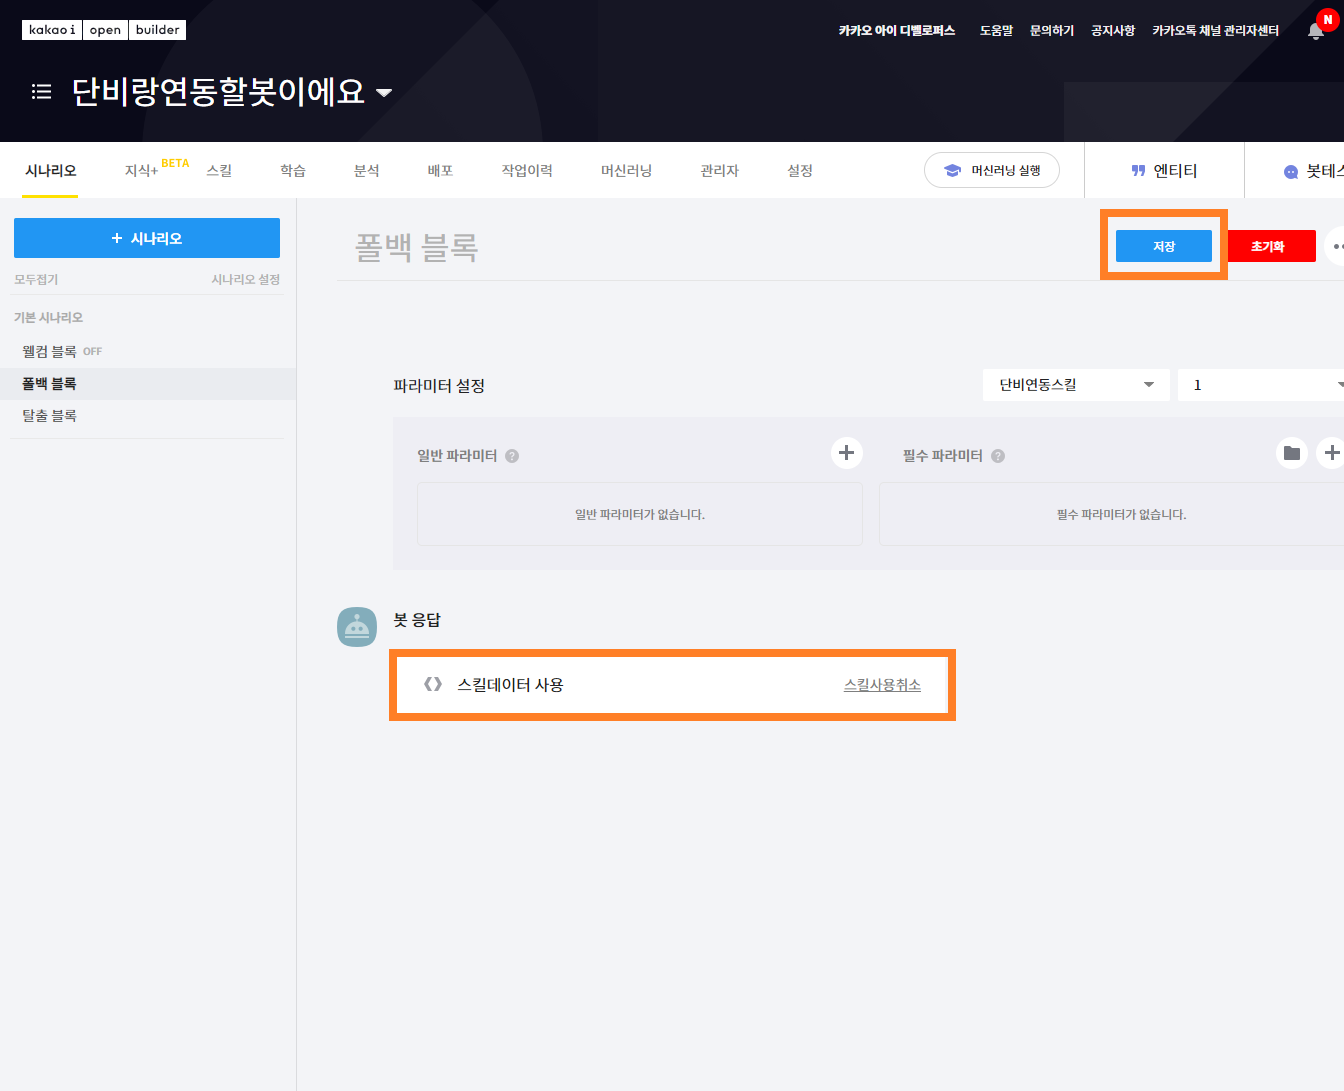 kakao i open builder
카카오 아이 디벨로퍼스 도움말 문의하기 공지사항 카카오톡 채널 관리자센터 N
단비랑연동할봇이에요
시나리오 지식+ BETA 스킬 학습 분석 배포 작업이력 머신러닝 관리자 설정 머신러닝 실행 엔티티
+ 시나리오
모두접기 시나리오 설정
기본 시나리오
웰컴 블록 OFF
폴백 블록
탈출 블록
폴백 블록 저장 초기화
파라미터 설정 단비연동스킬 1
일반 파라미터 ? 필수 파라미터 ?
일반 파라미터가 없습니다. 필수 파라미터가 없습니다.
봇 응답
스킬데이터 사용 스킬사용취소